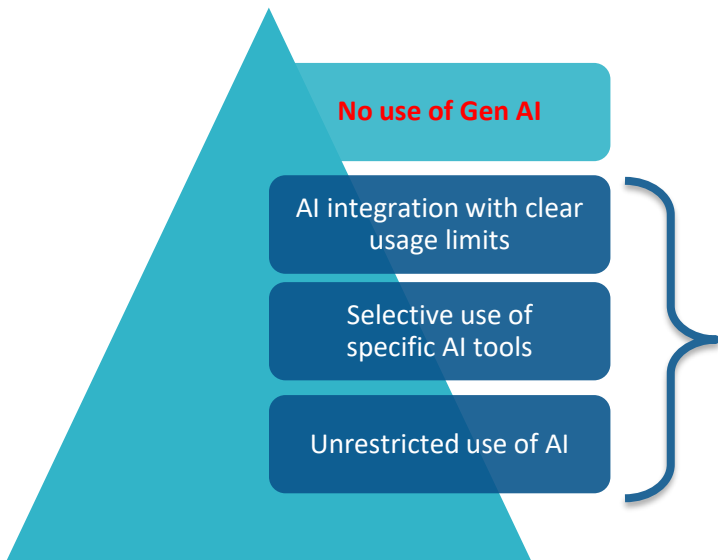 No use of Gen AI
AI integration with clear
usage limits
Selective use of
specific AI tools
Unrestricted use of AI